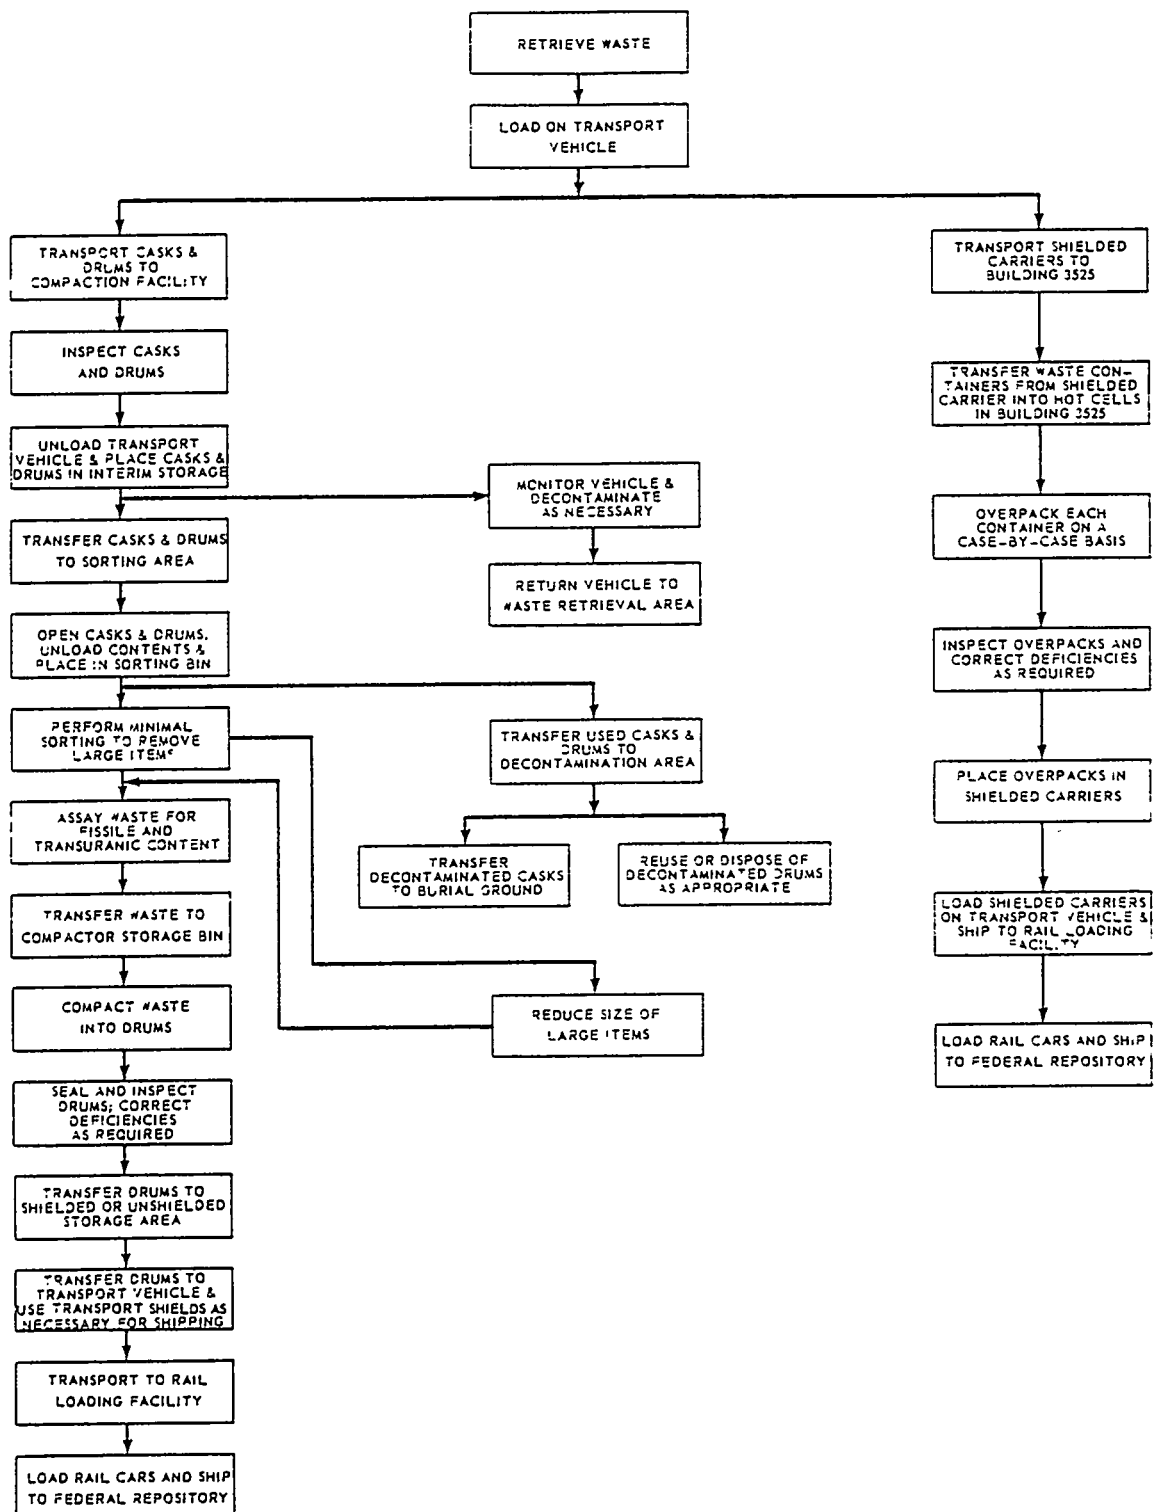 RETRIEVE WASTE
LOAD ON TRANSPORT
VEHICLE
TRANSPORT CASKS &
DRUMS TO
COMPACTION FACILITY
INSPECT CASKS
AND DRUMS
UNLOAD TRANSPORT
VEHICLE & PLACE CASKS &
DRUMS IN INTERIM STORAGE
MONITOR VEHICLE &
DECONTAMINATE
AS NECESSARY
RETURN VEHICLE TO
WASTE RETRIEVAL AREA
TRANSFER CASKS & DRUMS
TO SORTING AREA
OPEN CASKS & DRUMS,
UNLOAD CONTENTS &
PLACE IN SORTING BIN
TRANSFER USED CASKS &
DRUMS TO
DECONTAMINATION AREA
TRANSFER
DECONTAMINATED CASKS
TO BURIAL GROUND
REUSE OR DISPOSE OF
DECONTAMINATED DRUMS
AS APPROPRIATE
PERFORM MINIMAL
SORTING TO REMOVE
LARGE ITEMS
REDUCE SIZE OF
LARGE ITEMS
ASSAY WASTE FOR
FISSILE AND
TRANSURANIC CONTENT
TRANSFER WASTE TO
COMPACTOR STORAGE BIN
COMPACT WASTE
INTO DRUMS
SEAL AND INSPECT
DRUMS; CORRECT
DEFICIENCIES
AS REQUIRED
TRANSFER DRUMS TO
SHIELDED OR UNSHIELDED
STORAGE AREA
TRANSFER DRUMS TO
TRANSPORT VEHICLE &
USE TRANSPORT SHIELDS AS
NECESSARY FOR SHIPPING
TRANSPORT TO RAIL
LOADING FACILITY
LOAD RAIL CARS AND SHIP
TO FEDERAL REPOSITORY
TRANSPORT SHIELDED
CARRIERS TO
BUILDING 3525
TRANSFER WASTE CON-
TAINERS FROM SHIELDED
CARRIER INTO HOT CELLS
IN BUILDING 3525
OVERPACK EACH
CONTAINER ON A
CASE-BY-CASE BASIS
INSPECT OVERPACKS AND
CORRECT DEFICIENCIES
AS REQUIRED
PLACE OVERPACKS IN
SHIELDED CARRIERS
LOAD SHIELDED CARRIERS
ON TRANSPORT VEHICLE &
SHIP TO RAIL LOADING
FACILITY
LOAD RAIL CARS AND SHIP
TO FEDERAL REPOSITORY